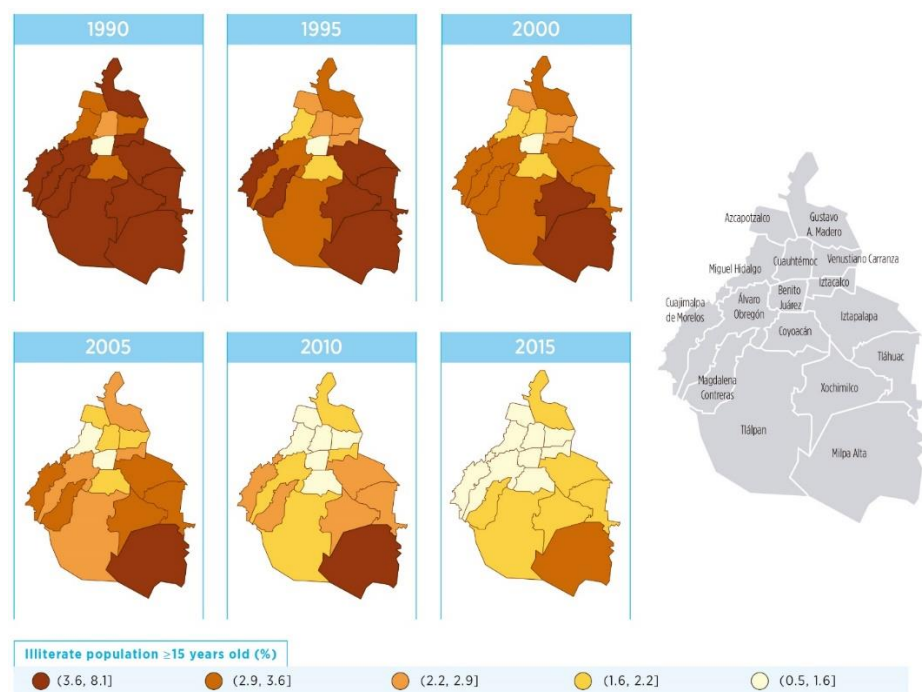 1990
1995
2000
Azcapotzalco
Gustavo
A. Madero
Miguel Hidalgo
Cuauhtémoc
Venustiano Carranza
Iztacalco
Cuajimalpa
de Morelos
Álvaro
Obregón
Benito
Juárez
Iztapalapa
Coyoacán
Tláhuac
Magdalena
Contreras
Xochimilco
Tlálpan
Milpa Alta
2005
2010
2015
Illiterate population ≥15 years old (%)
(3.6, 8.1]
(2.9, 3.6]
(2.2, 2.9]
(1.6, 2.2]
(0.5, 1.6]